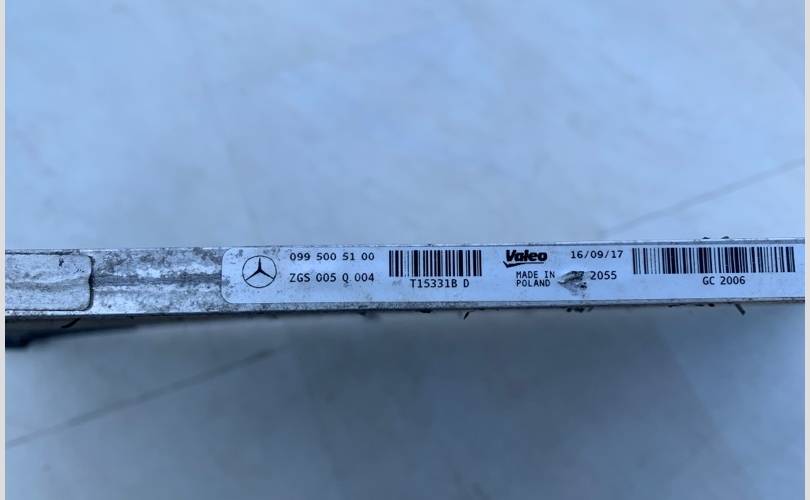 099 500 51 00
ZGS 005 Q 004
T15331B D
Valeo
MADE IN
POLAND
16/09/17
2055
GC 2006